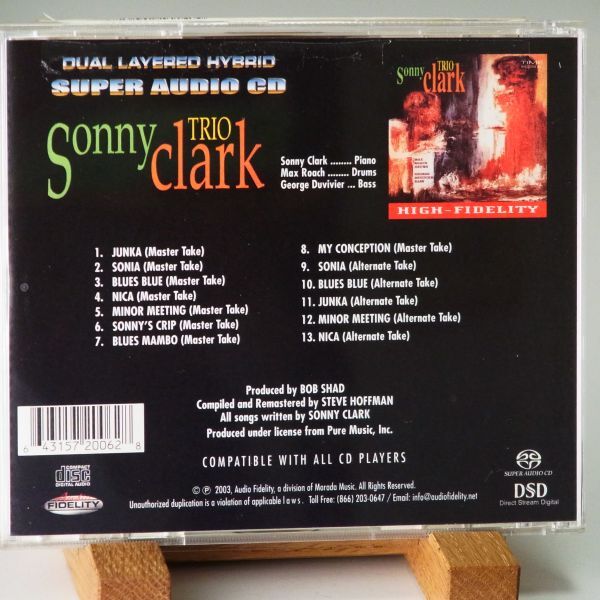 DUAL LAYERED HYBRID
SUPER AUDIO CD
Sonny
TRIO
clark
Sonny Clark ........ Piano
Max Roach ........ Drums
George Duvivier ... Bass
TIME
Sonny
TRIO
clark
MAX
ROACH
DRUMS
GEORGE
DUVIVIER
BASS
HIGH-FIDELITY
1. JUNKA (Master Take)
2. SONIA (Master Take)
3. BLUES BLUE (Master Take)
4. NICA (Master Take)
5. MINOR MEETING (Master Take)
6. SONNY'S CRIP (Master Take)
7. BLUES MAMBO (Master Take)
8. MY CONCEPTION (Master Take)
9. SONIA (Alternate Take)
10. BLUES BLUE (Alternate Take)
11. JUNKA (Alternate Take)
12. MINOR MEETING (Alternate Take)
13. NICA (Alternate Take)
Produced by BOB SHAD
Compiled and Remastered by STEVE HOFFMAN
All songs written by SONNY CLARK
Produced under license from Pure Music, Inc.
6 43157 20062 8
COMPATIBLE WITH ALL CD PLAYERS
COMPACT
disc
DIGITAL AUDIO
FIDELITY
© ℗ 2003, Audio Fidelity, a division of Morada Music. All Rights Reserved.
Unauthorized duplication is a violation of applicable laws. Toll Free: (866) 203-0647 / Email: info@audiofidelity.net
SUPER AUDIO CD
DSD
Direct Stream Digital